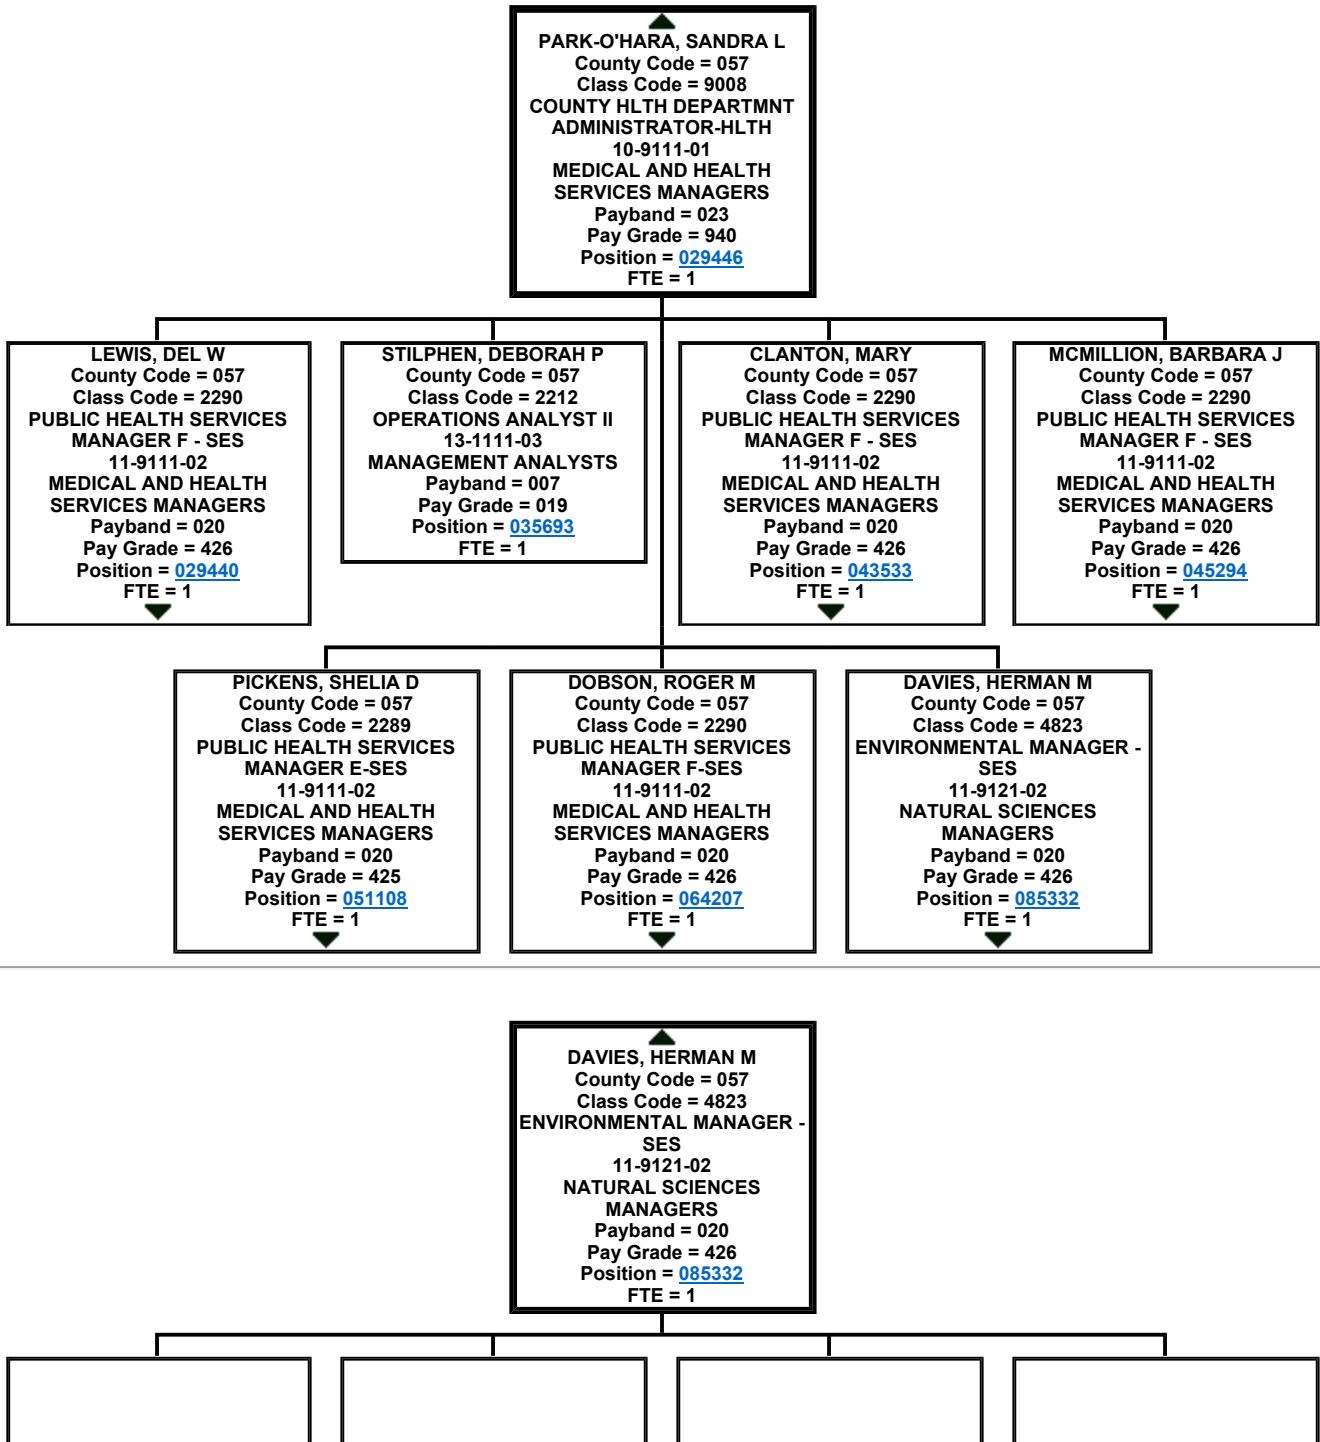 PARK-O'HARA, SANDRA L
County Code = 057
Class Code = 9008
COUNTY HLTH DEPARTMNT
ADMINISTRATOR-HLTH
10-9111-01
MEDICAL AND HEALTH
SERVICES MANAGERS
Payband = 023
Pay Grade = 940
Position = 029446
FTE = 1
LEWIS, DEL W
County Code = 057
Class Code = 2290
PUBLIC HEALTH SERVICES
MANAGER F - SES
11-9111-02
MEDICAL AND HEALTH
SERVICES MANAGERS
Payband = 020
Pay Grade = 426
Position = 029440
FTE = 1
STILPHEN, DEBORAH P
County Code = 057
Class Code = 2212
OPERATIONS ANALYST II
13-1111-03
MANAGEMENT ANALYSTS
Payband = 007
Pay Grade = 019
Position = 035693
FTE = 1
CLANTON, MARY
County Code = 057
Class Code = 2290
PUBLIC HEALTH SERVICES
MANAGER F - SES
11-9111-02
MEDICAL AND HEALTH
SERVICES MANAGERS
Payband = 020
Pay Grade = 426
Position = 043533
FTE = 1
MCMILLION, BARBARA J
County Code = 057
Class Code = 2290
PUBLIC HEALTH SERVICES
MANAGER F - SES
11-9111-02
MEDICAL AND HEALTH
SERVICES MANAGERS
Payband = 020
Pay Grade = 426
Position = 045294
FTE = 1
PICKENS, SHELIA D
County Code = 057
Class Code = 2289
PUBLIC HEALTH SERVICES
MANAGER E-SES
11-9111-02
MEDICAL AND HEALTH
SERVICES MANAGERS
Payband = 020
Pay Grade = 425
Position = 051108
FTE = 1
DOBSON, ROGER M
County Code = 057
Class Code = 2290
PUBLIC HEALTH SERVICES
MANAGER F-SES
11-9111-02
MEDICAL AND HEALTH
SERVICES MANAGERS
Payband = 020
Pay Grade = 426
Position = 064207
FTE = 1
DAVIES, HERMAN M
County Code = 057
Class Code = 4823
ENVIRONMENTAL MANAGER -
SES
11-9121-02
NATURAL SCIENCES
MANAGERS
Payband = 020
Pay Grade = 426
Position = 085332
FTE = 1
DAVIES, HERMAN M
County Code = 057
Class Code = 4823
ENVIRONMENTAL MANAGER -
SES
11-9121-02
NATURAL SCIENCES
MANAGERS
Payband = 020
Pay Grade = 426
Position = 085332
FTE = 1